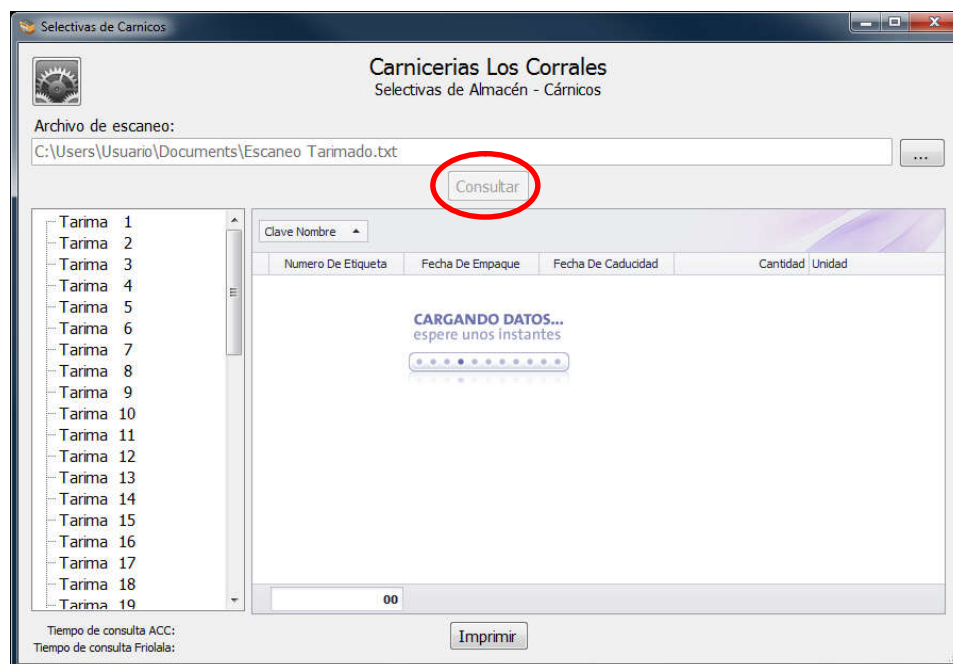 Selectivas de Carnicos
Carnicerias Los Corrales
Selectivas de Almacén - Cárnicos
Archivo de escaneo:
C:\Users\Usuario\Documents\Escaneo Tarimado.txt
...
Consultar
Tarima 1
Tarima 2
Tarima 3
Tarima 4
Tarima 5
Tarima 6
Tarima 7
Tarima 8
Tarima 9
Tarima 10
Tarima 11
Tarima 12
Tarima 13
Tarima 14
Tarima 15
Tarima 16
Tarima 17
Tarima 18
Tarima 19
Clave Nombre
Numero De Etiqueta Fecha De Empaque Fecha De Caducidad Cantidad Unidad
CARGANDO DATOS...
espere unos instantes
00
Tiempo de consulta ACC:
Tiempo de consulta Friolala:
Imprimir